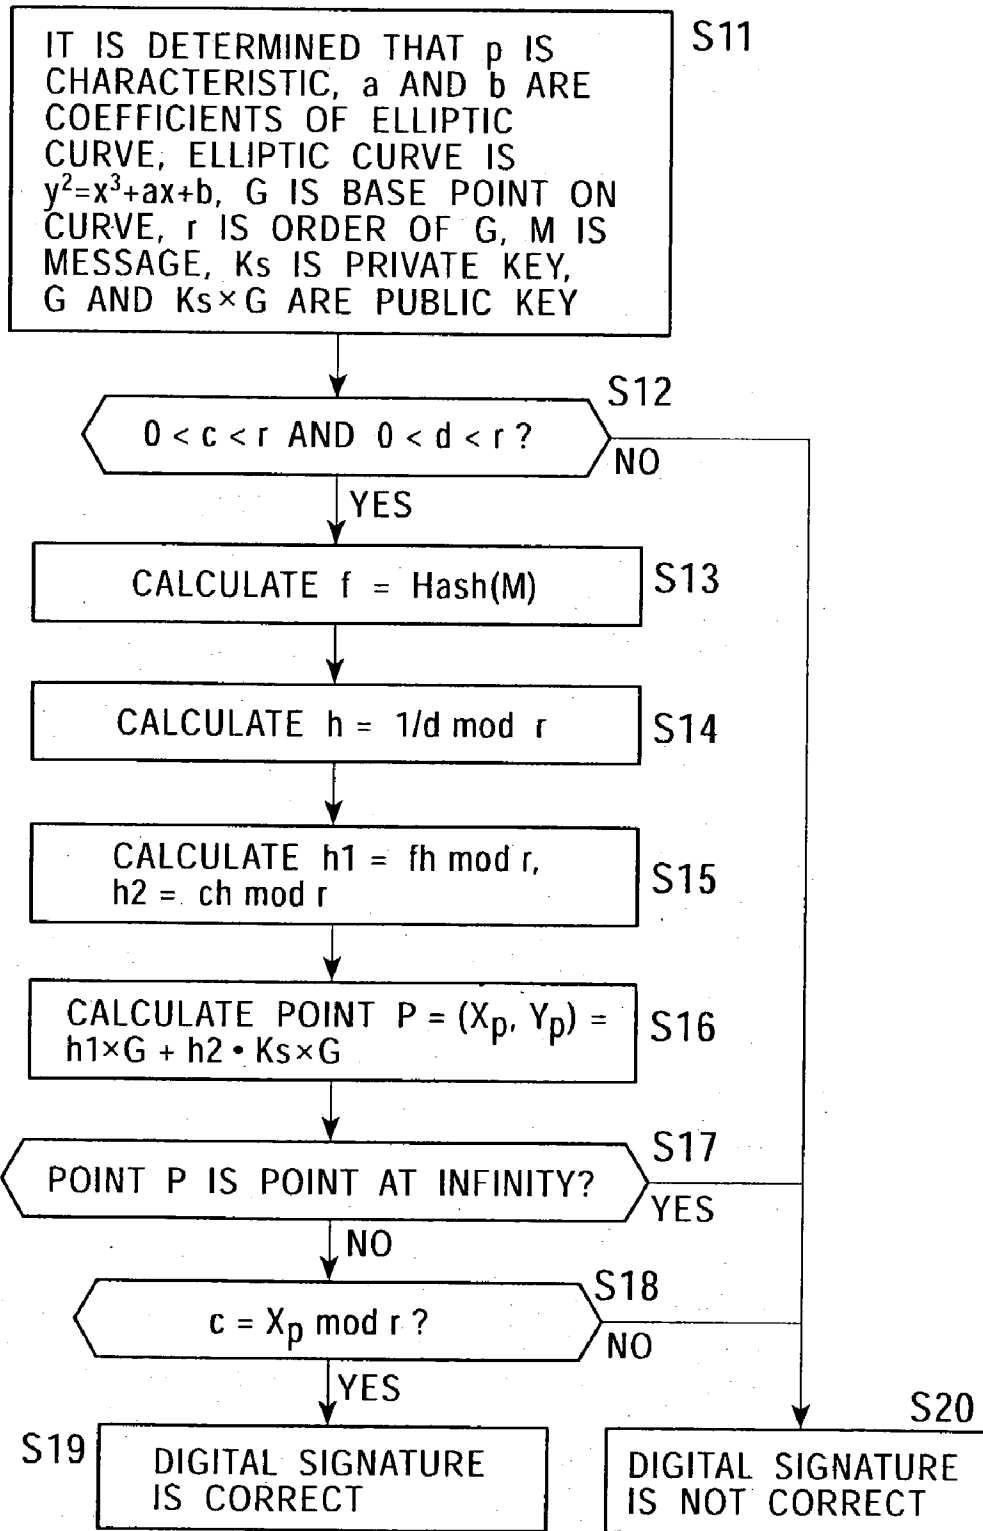 S11
IT IS DETERMINED THAT p IS
CHARACTERISTIC, a AND b ARE
COEFFICIENTS OF ELLIPTIC
CURVE, ELLIPTIC CURVE IS
y²=x³+ax+b, G IS BASE POINT ON
CURVE, r IS ORDER OF G, M IS
MESSAGE, Ks IS PRIVATE KEY,
G AND Ks×G ARE PUBLIC KEY
S12
0 < c < r AND 0 < d < r ?
NO
YES
CALCULATE f = Hash(M)
S13
CALCULATE h = 1/d mod r
S14
CALCULATE h1 = fh mod r,
h2 = ch mod r
S15
CALCULATE POINT P = (Xp, Yp) =
h1×G + h2 • Ks×G
S16
S17
POINT P IS POINT AT INFINITY?
YES
NO
S18
c = Xp mod r ?
NO
YES
S19
DIGITAL SIGNATURE
IS CORRECT
S20
DIGITAL SIGNATURE
IS NOT CORRECT